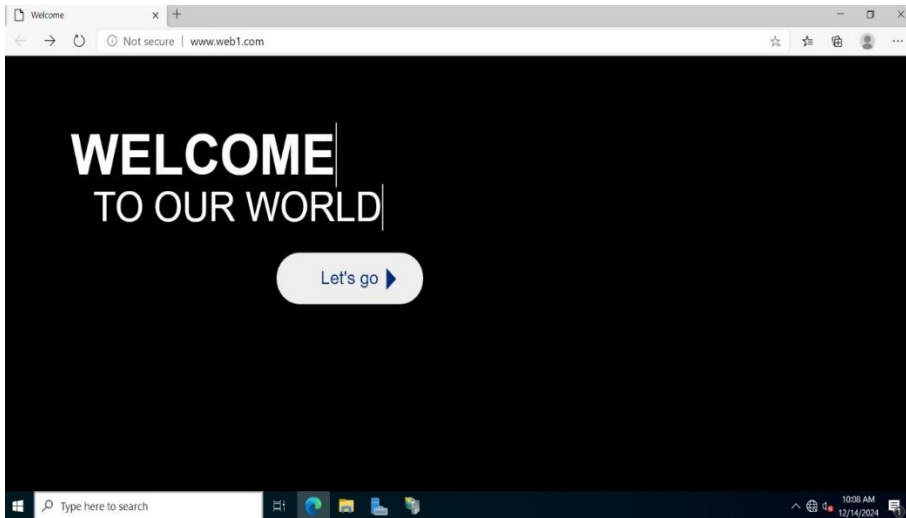 Welcome
Not secure | www.web1.com
WELCOME
TO OUR WORLD
Let's go
Type here to search
10:08 AM
12/14/2024